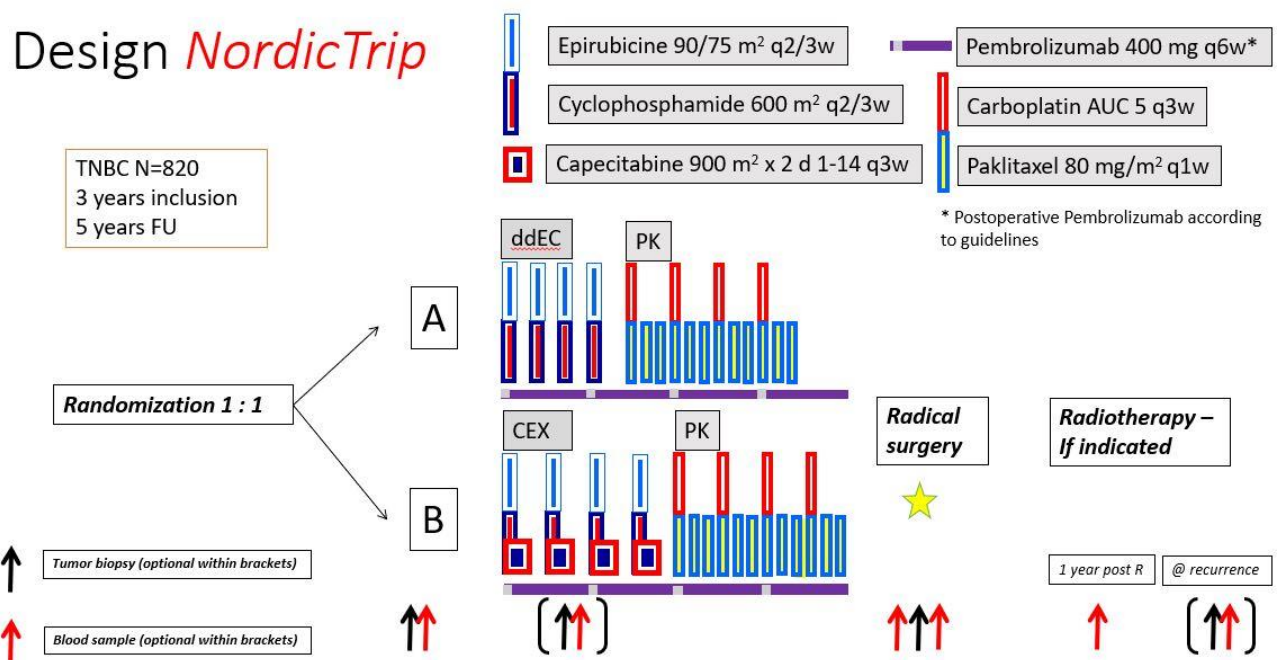 Design NordicTrip
Epirubicine 90/75 m² q2/3w
Pembrolizumab 400 mg q6w*
Cyclophosphamide 600 m² q2/3w
Carboplatin AUC 5 q3w
Capecitabine 900 m² x 2 d 1-14 q3w
Paklitaxel 80 mg/m² q1w
* Postoperative Pembrolizumab according
to guidelines
TNBC N=820
3 years inclusion
5 years FU
ddEC
PK
A
Randomization 1 : 1
CEX
PK
B
Radical
surgery
Radiotherapy –
If indicated
Tumor biopsy (optional within brackets)
1 year post R
@ recurrence
Blood sample (optional within brackets)